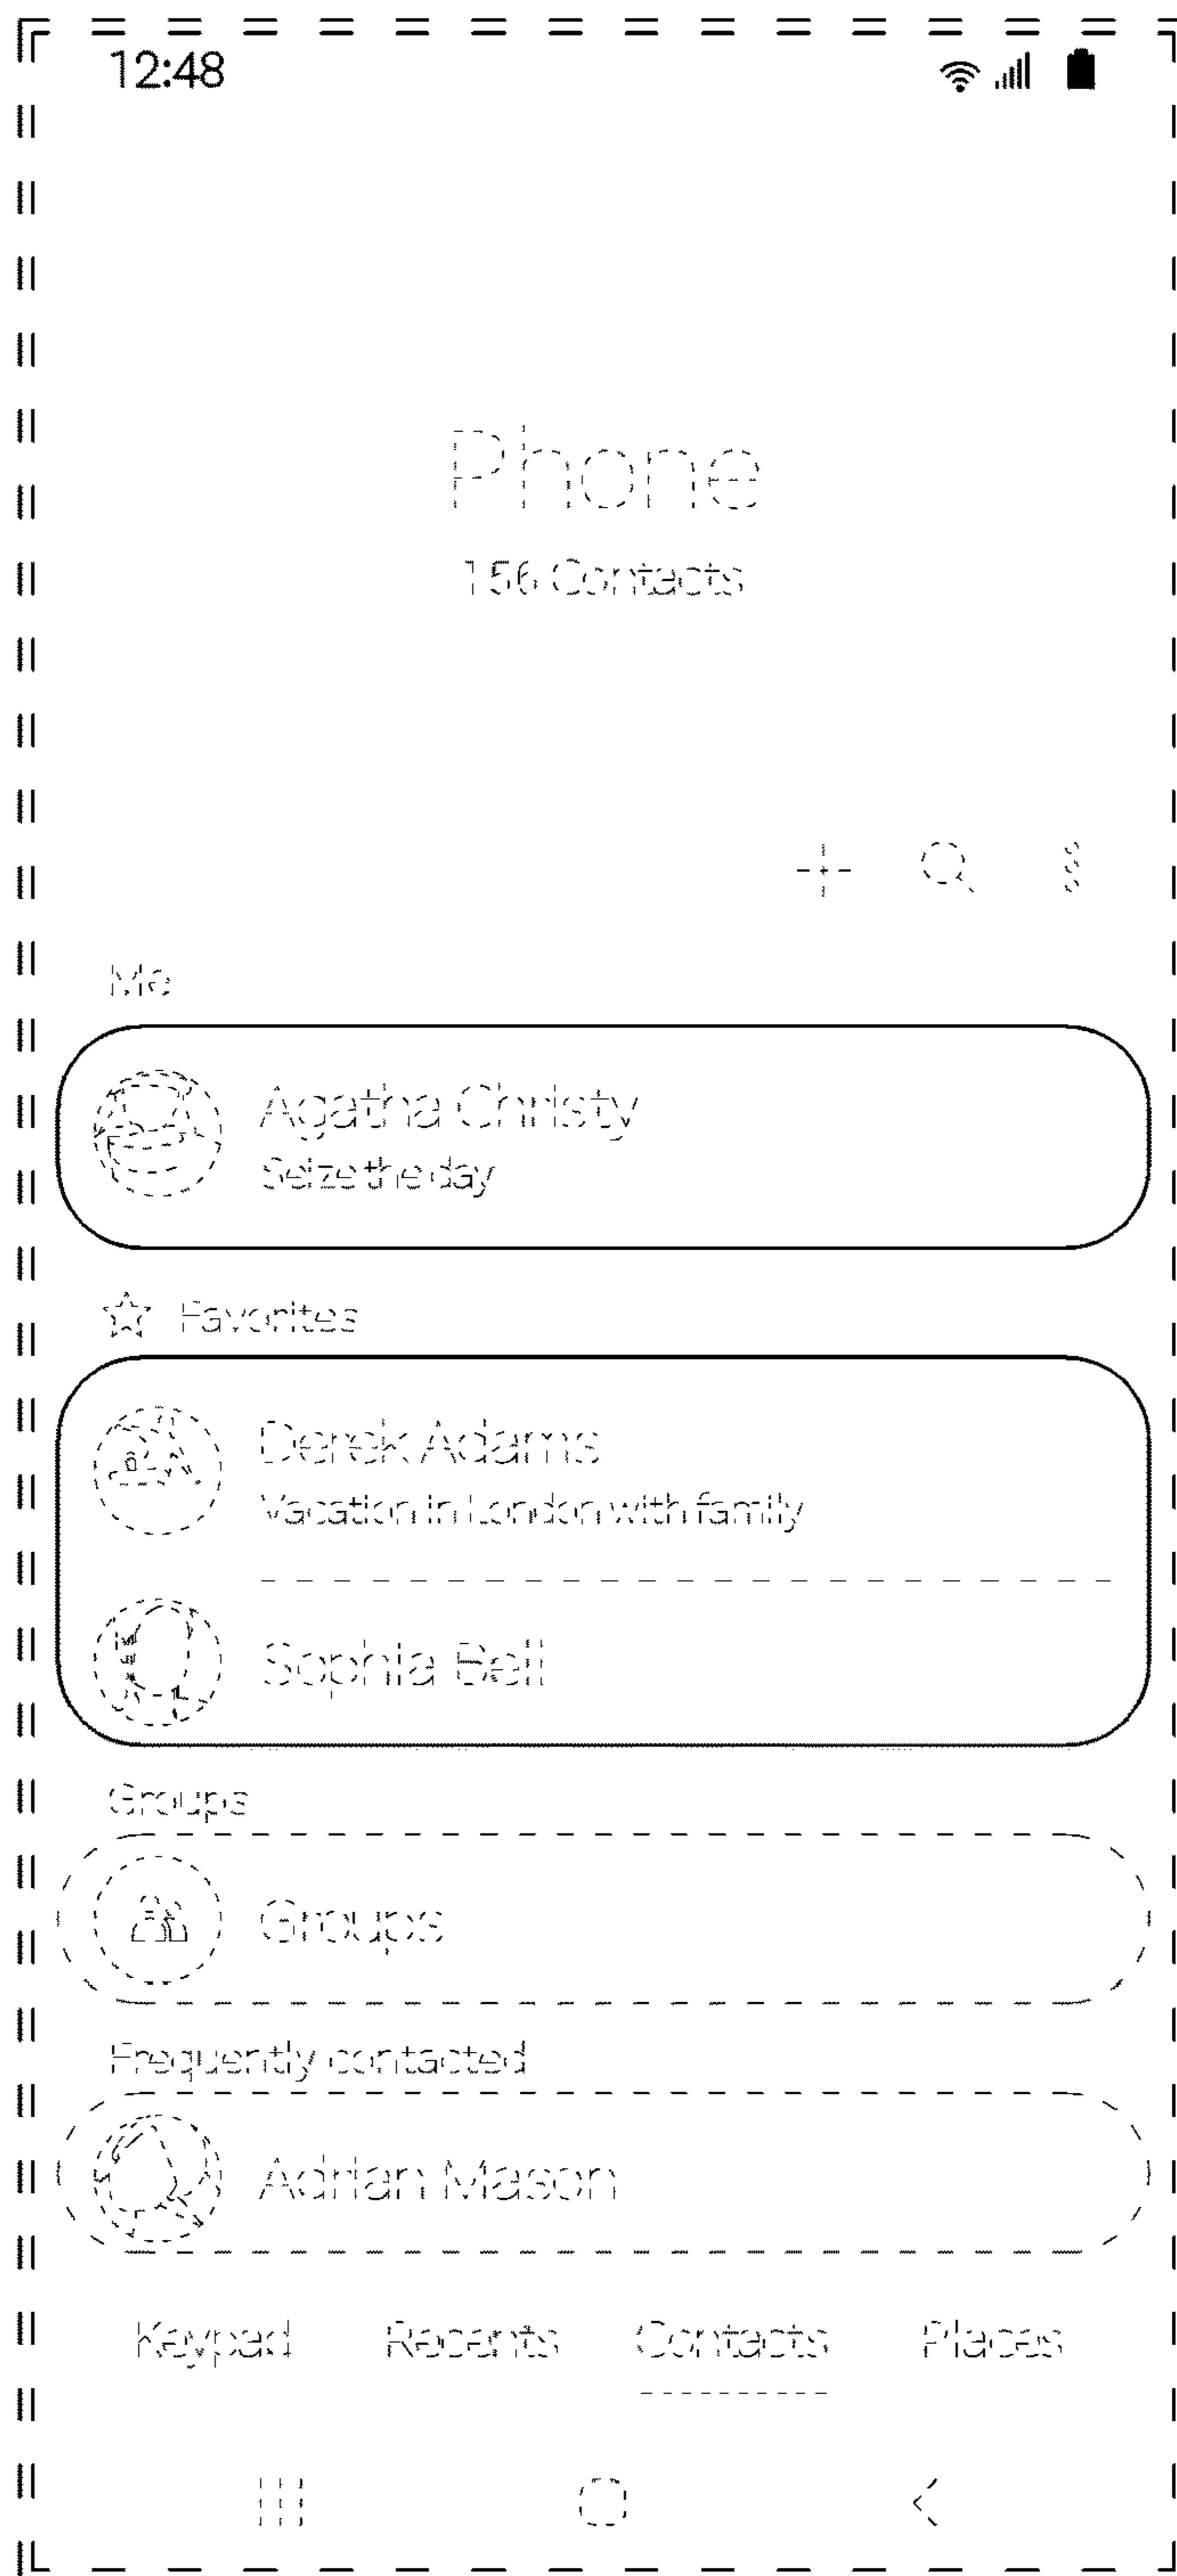 12:48
Phone
156 Contacts
Me
Agatha Christy
Seize the day
Favorites
Derek Adams
Vacation in London with family
Sophia Bell
Groups
Groups
Frequently contacted
Adrian Mason
Keypad Recents Contacts Places